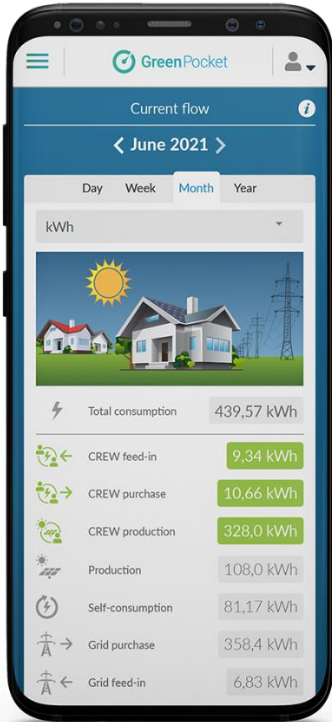 GreenPocket
Current flow
i
< June 2021 >
Day Week Month Year
kWh
Total consumption 439,57 kWh
CREW feed-in 9,34 kWh
CREW purchase 10,66 kWh
CREW production 328,0 kWh
Production 108,0 kWh
Self-consumption 81,17 kWh
Grid purchase 358,4 kWh
Grid feed-in 6,83 kWh